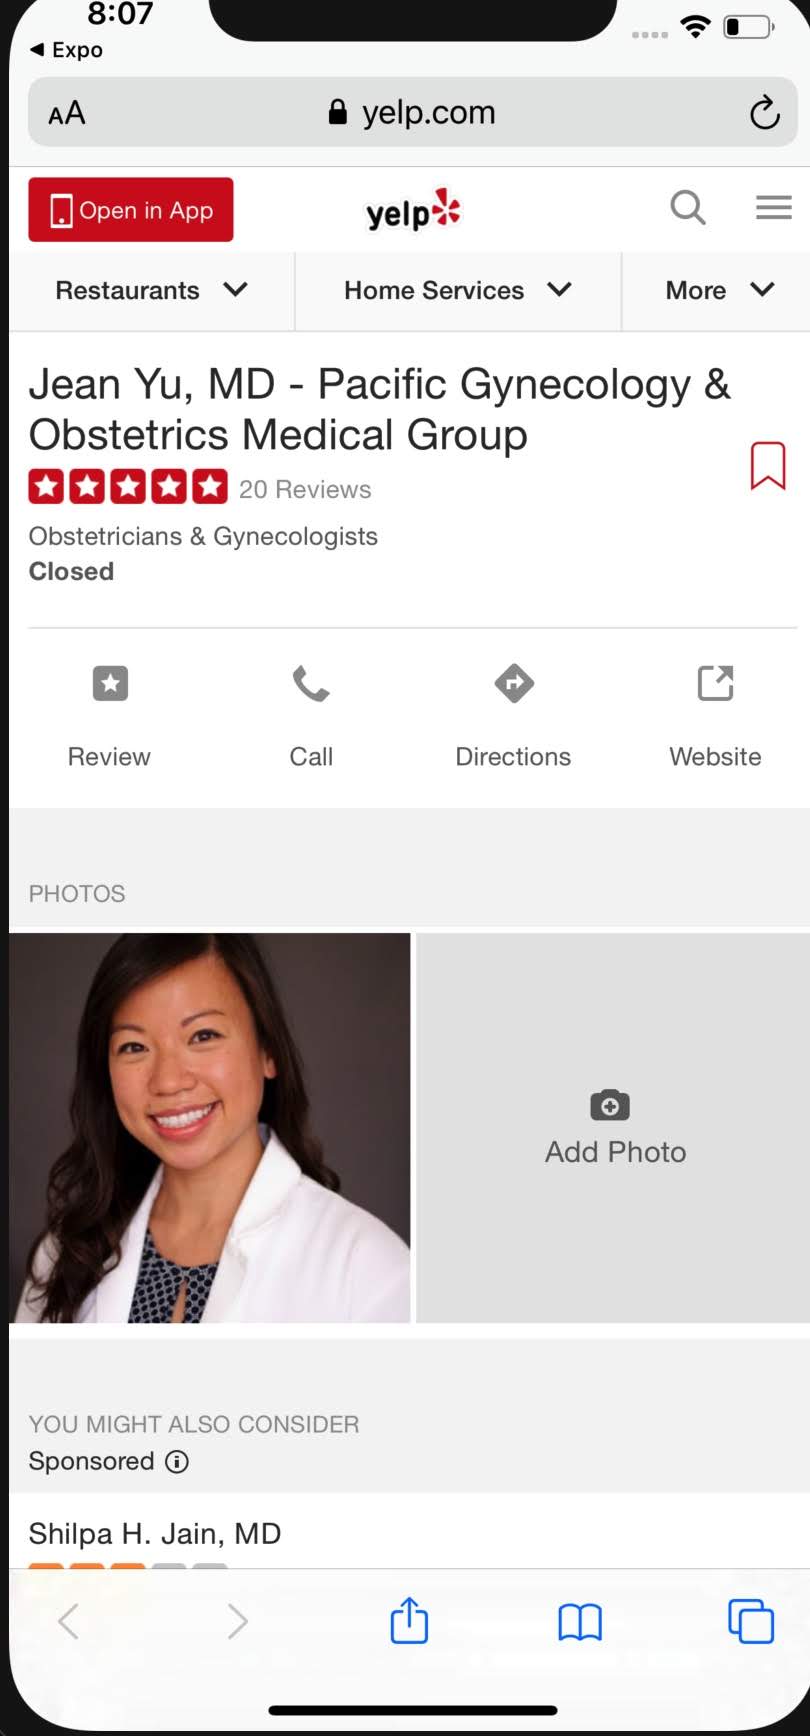 8:07
Expo
AA yelp.com
Open in App yelp
Restaurants Home Services More
Jean Yu, MD - Pacific Gynecology &
Obstetrics Medical Group
20 Reviews
Obstetricians & Gynecologists
Closed
Review Call Directions Website
PHOTOS
Add Photo
YOU MIGHT ALSO CONSIDER
Sponsored
Shilpa H. Jain, MD